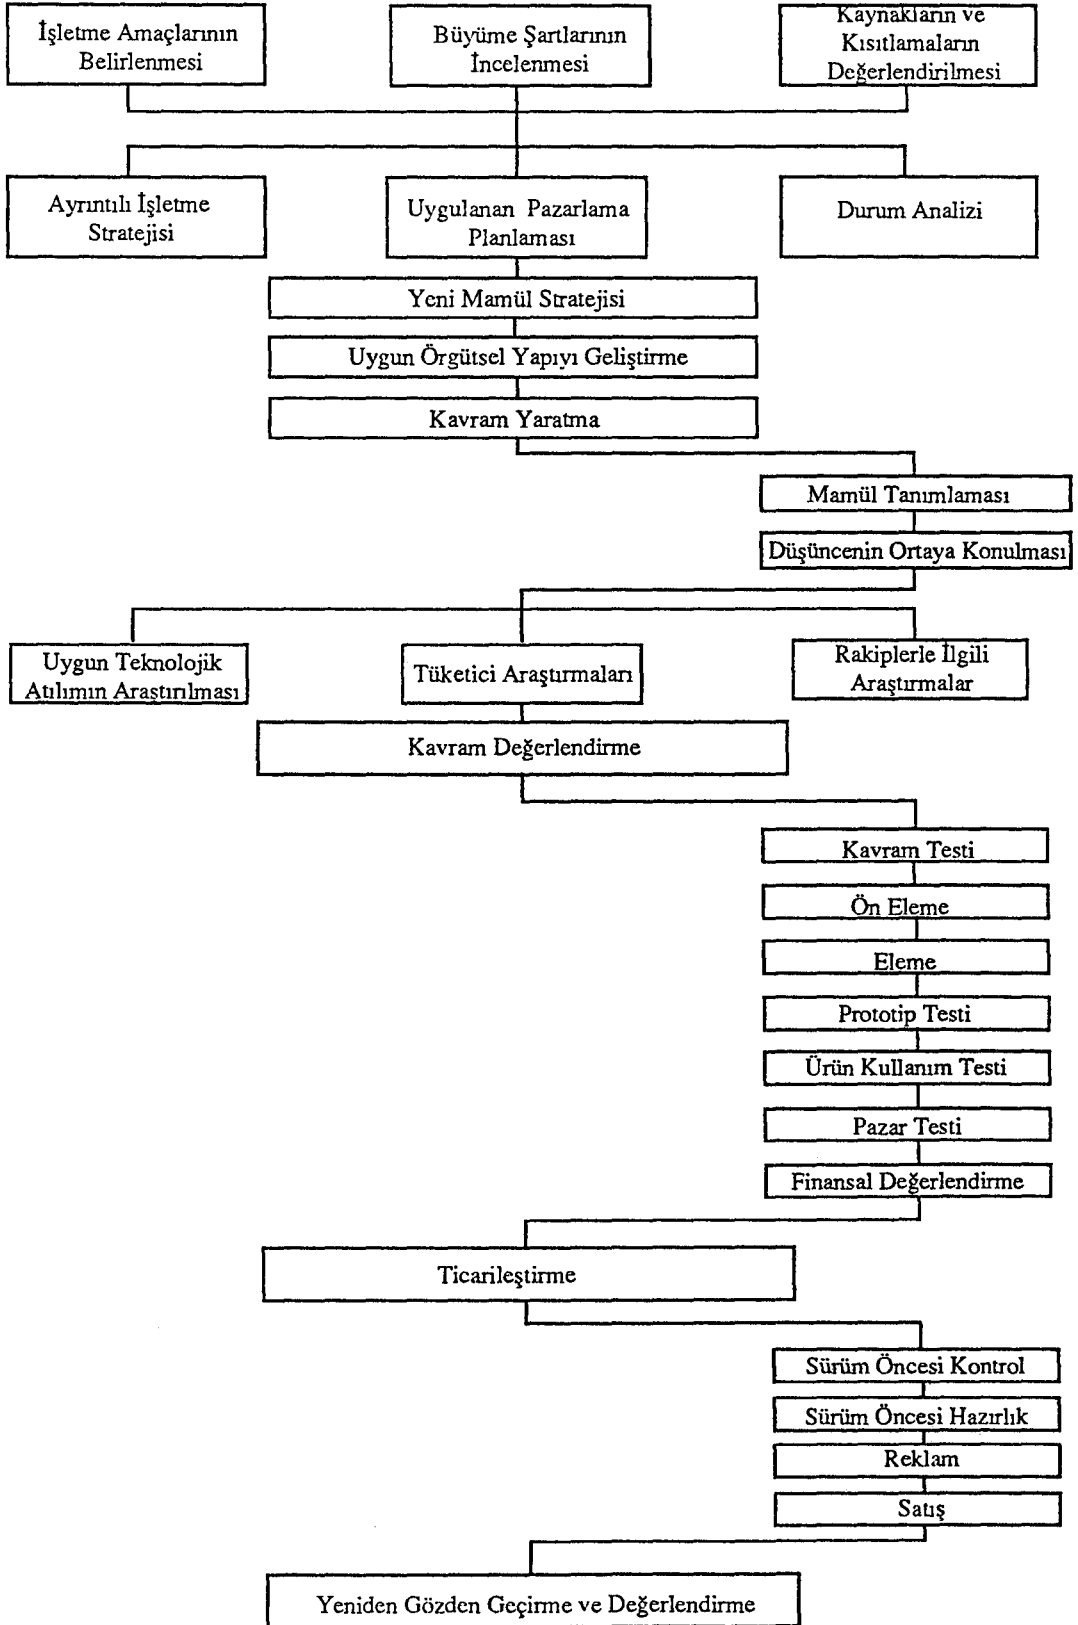 İşletme Amaçlarının
Belirlenmesi
Büyüme Şartlarının
İncelenmesi
Kaynakların ve
Kısıtlamaların
Değerlendirilmesi
Ayrıntılı İşletme
Stratejisi
Uygulanan Pazarlama
Planlaması
Durum Analizi
Yeni Mamül Stratejisi
Uygun Örgütsel Yapıyı Geliştirme
Kavram Yaratma
Mamül Tanımlaması
Düşüncenin Ortaya Konulması
Uygun Teknolojik
Atılımın Araştırılması
Tüketici Araştırmaları
Rakiplerle İlgili
Araştırmalar
Kavram Değerlendirme
Kavram Testi
Ön Eleme
Eleme
Prototip Testi
Ürün Kullanım Testi
Pazar Testi
Finansal Değerlendirme
Ticarileştirme
Sürüm Öncesi Kontrol
Sürüm Öncesi Hazırlık
Reklam
Satış
Yeniden Gözden Geçirme ve Değerlendirme